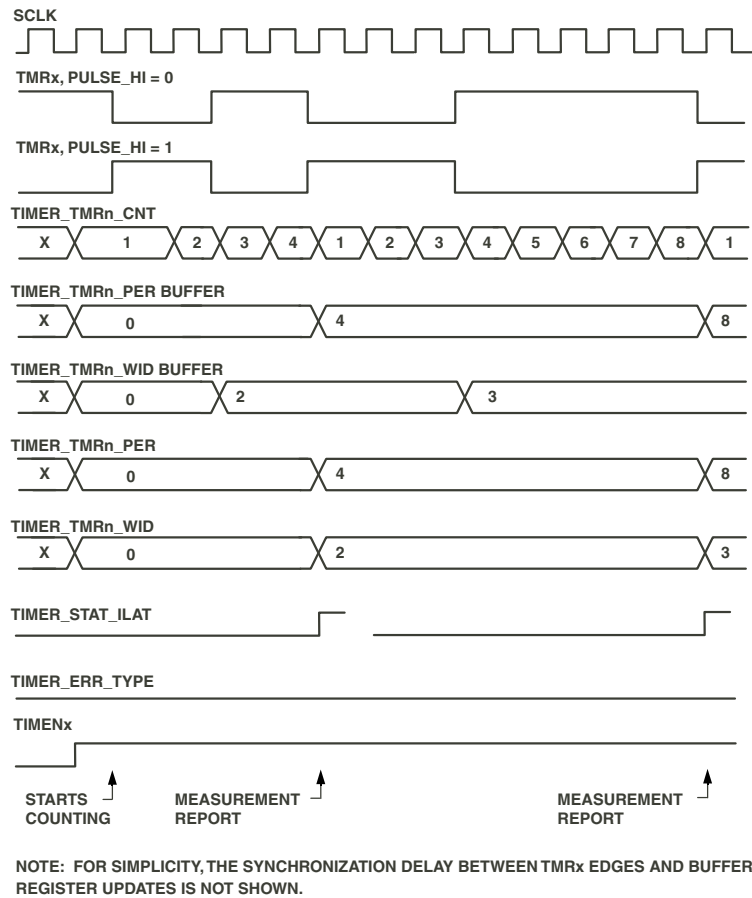 SCLK
TMRx, PULSE_HI = 0
TMRx, PULSE_HI = 1
TIMER_TMRn_CNT
X 1 2 3 4 1 2 3 4 5 6 7 8 1
TIMER_TMRn_PER BUFFER
X 0 4 8
TIMER_TMRn_WID BUFFER
X 0 2 3
TIMER_TMRn_PER
X 0 4 8
TIMER_TMRn_WID
X 0 2 3
TIMER_STAT_ILAT
TIMER_ERR_TYPE
TIMENx
STARTS
COUNTING
MEASUREMENT
REPORT
MEASUREMENT
REPORT
NOTE: FOR SIMPLICITY, THE SYNCHRONIZATION DELAY BETWEEN TMRx EDGES AND BUFFER
REGISTER UPDATES IS NOT SHOWN.